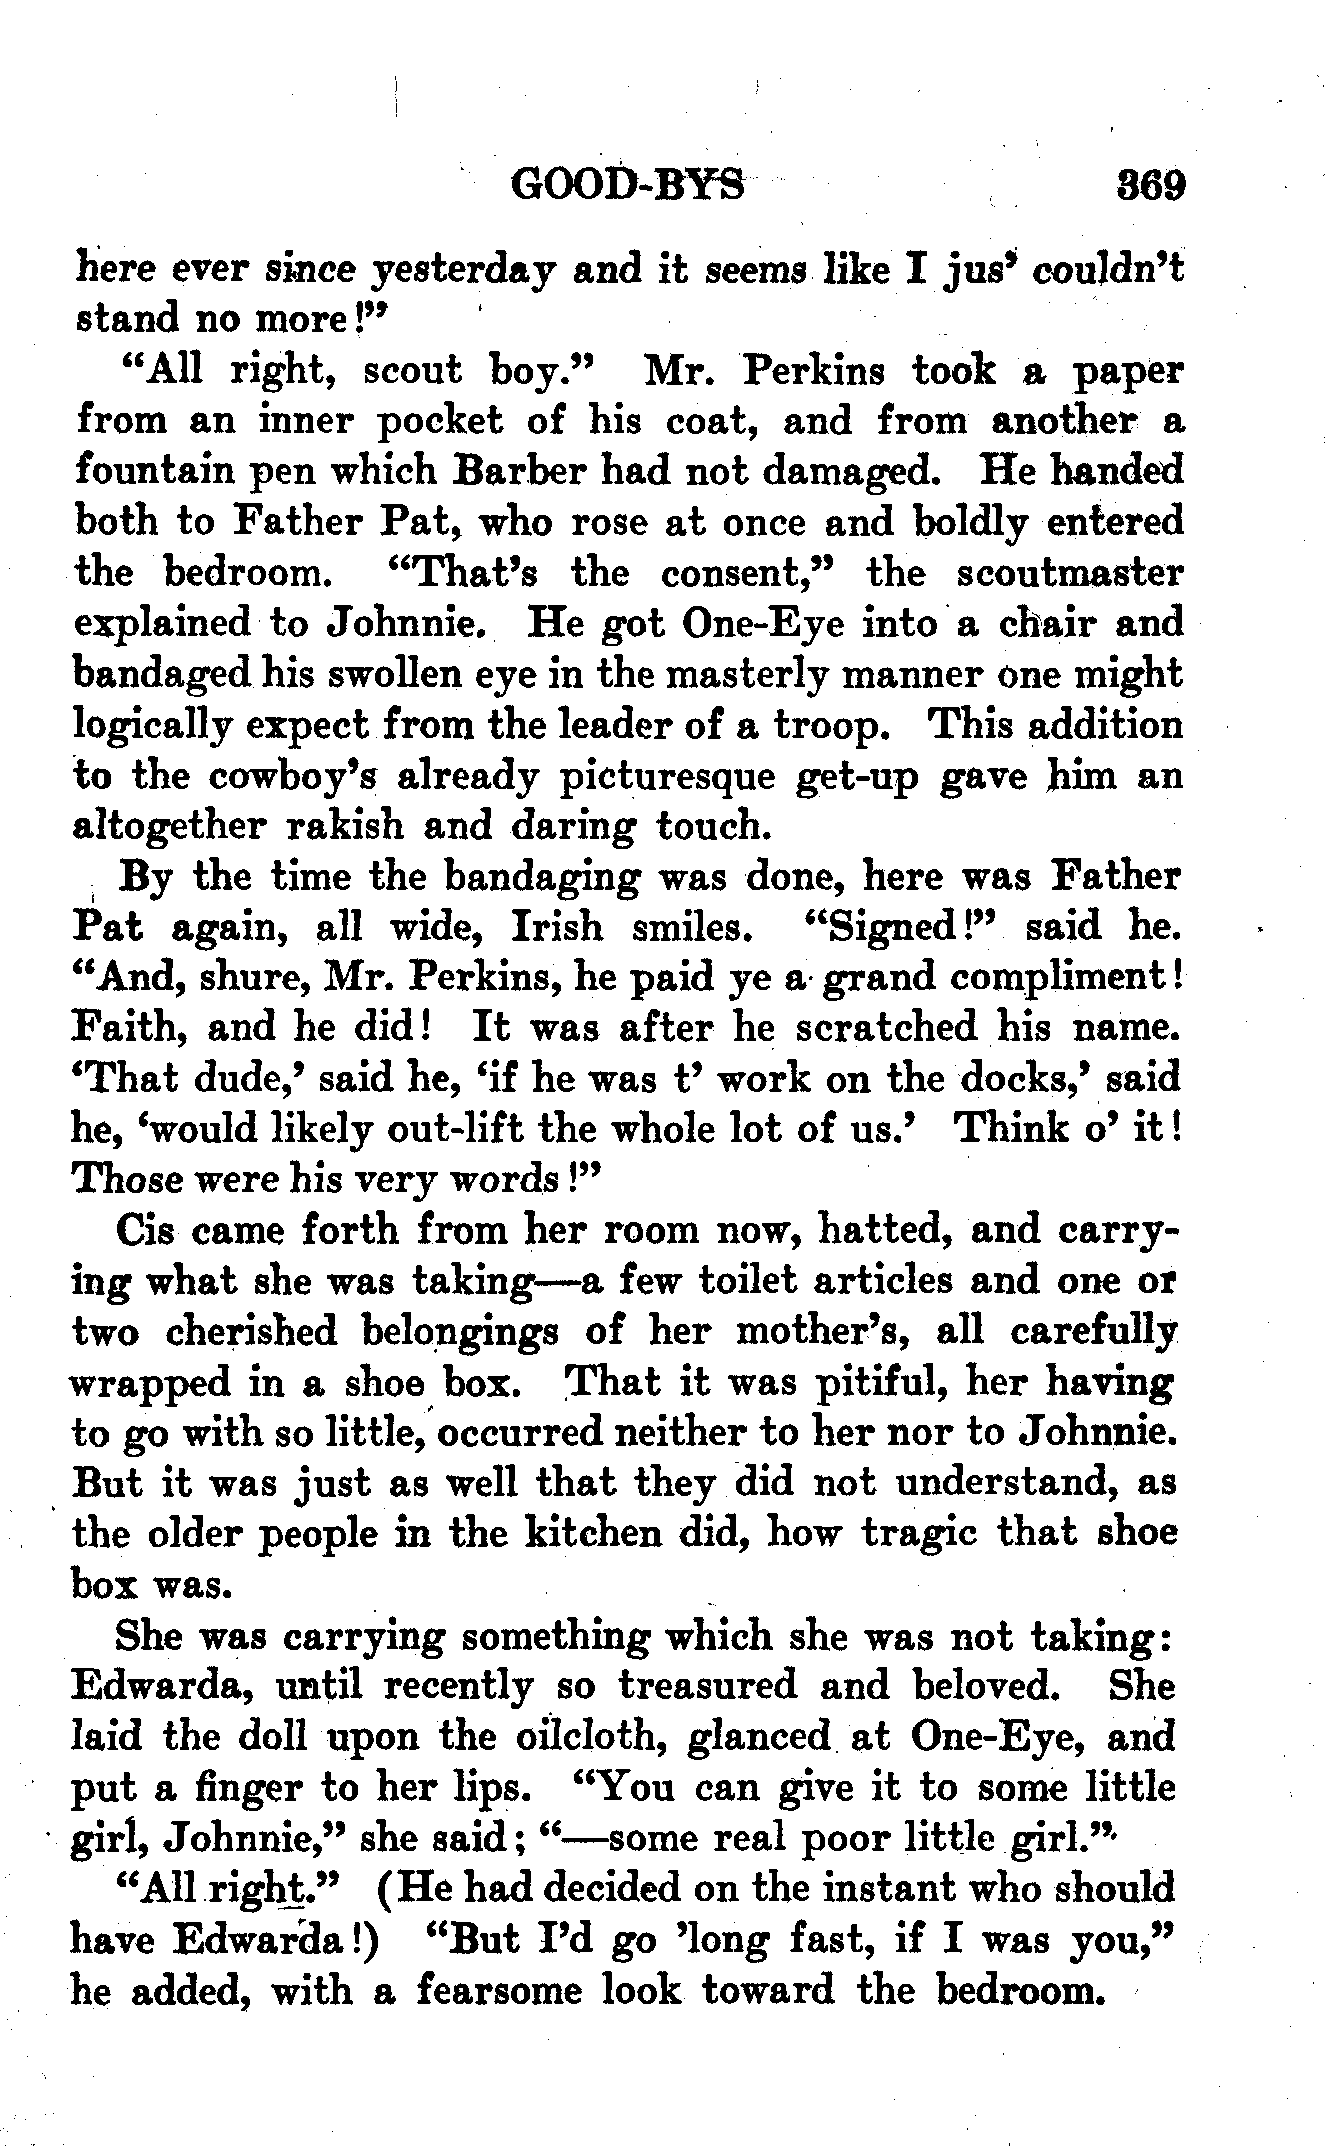 GOOD-BYS 369
here ever since yesterday and it seems like I jus' couldn't
stand no more!"
"All right, scout boy." Mr. Perkins took a paper
from an inner pocket of his coat, and from another a
fountain pen which Barber had not damaged. He handed
both to Father Pat, who rose at once and boldly entered
the bedroom. "That's the consent," the scoutmaster
explained to Johnnie. He got One-Eye into a chair and
bandaged his swollen eye in the masterly manner one might
logically expect from the leader of a troop. This addition
to the cowboy's already picturesque get-up gave him an
altogether rakish and daring touch.
By the time the bandaging was done, here was Father
Pat again, all wide, Irish smiles. "Signed!" said he.
"And, shure, Mr. Perkins, he paid ye a grand compliment!
Faith, and he did! It was after he scratched his name.
'That dude,' said he, 'if he was t' work on the docks,' said
he, 'would likely out-lift the whole lot of us.' Think o' it!
Those were his very words!"
Cis came forth from her room now, hatted, and carry-
ing what she was taking—a few toilet articles and one or
two cherished belongings of her mother's, all carefully
wrapped in a shoe box. That it was pitiful, her having
to go with so little, occurred neither to her nor to Johnnie.
But it was just as well that they did not understand, as
the older people in the kitchen did, how tragic that shoe
box was.
She was carrying something which she was not taking:
Edwarda, until recently so treasured and beloved. She
laid the doll upon the oilcloth, glanced at One-Eye, and
put a finger to her lips. "You can give it to some little
girl, Johnnie," she said; "—some real poor little girl."
"All right." (He had decided on the instant who should
have Edwarda!) "But I'd go 'long fast, if I was you,"
he added, with a fearsome look toward the bedroom.